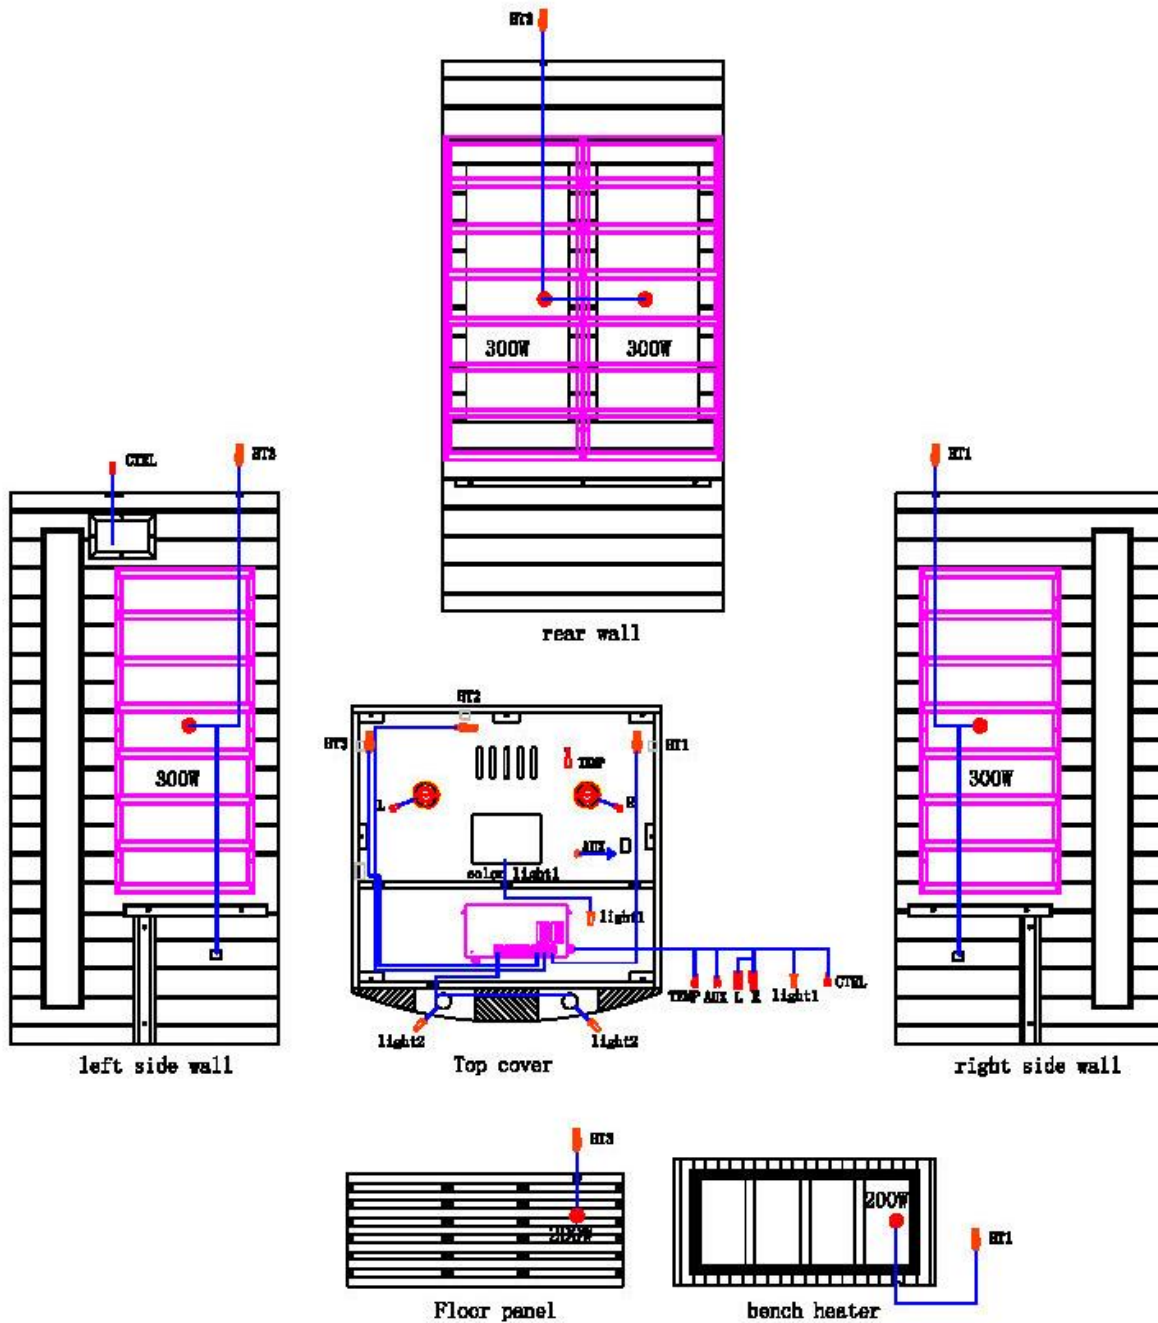 HT2
300W 300W
rear wall
CTRL
HT3
300W
left side wall
HT1
300W
right side wall
HT2
HT3
HT1
TEMP
L
R
AUX
color light1
light1
TEMP AUX L R light1 CTRL
light2
light2
Top cover
HT3
200W
Floor panel
200W
HT1
bench heater